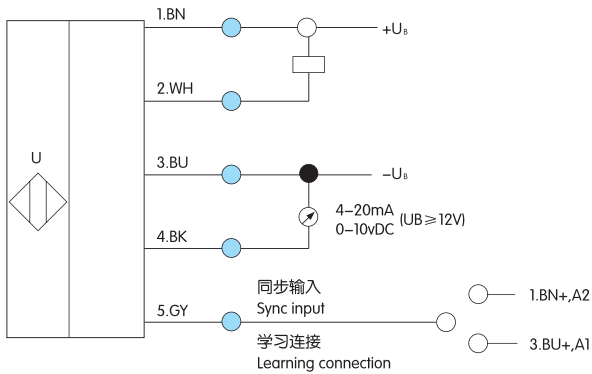 1.BN
+UB
2.WH
U
3.BU
–UB
4–20mA
0–10vDC
(UB≥12V)
4.BK
同步输入
5.GY
Sync input
1.BN+,A2
学习连接
3.BU+,A1
Learning connection